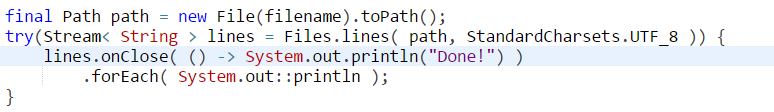 final Path path = new File(filename).toPath();
try(Stream< String > lines = Files.lines( path, StandardCharsets.UTF_8 )) {
    lines.onClose( () -> System.out.println("Done!") )
        .forEach( System.out::println );
}